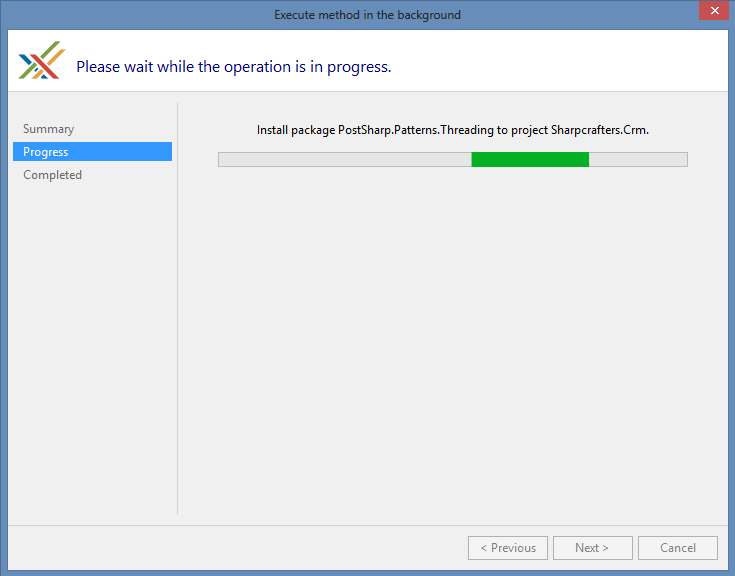 Execute method in the background
Please wait while the operation is in progress.
Summary
Progress
Completed
Install package PostSharp.Patterns.Threading to project Sharpcrafters.Crm.
< Previous
Next >
Cancel